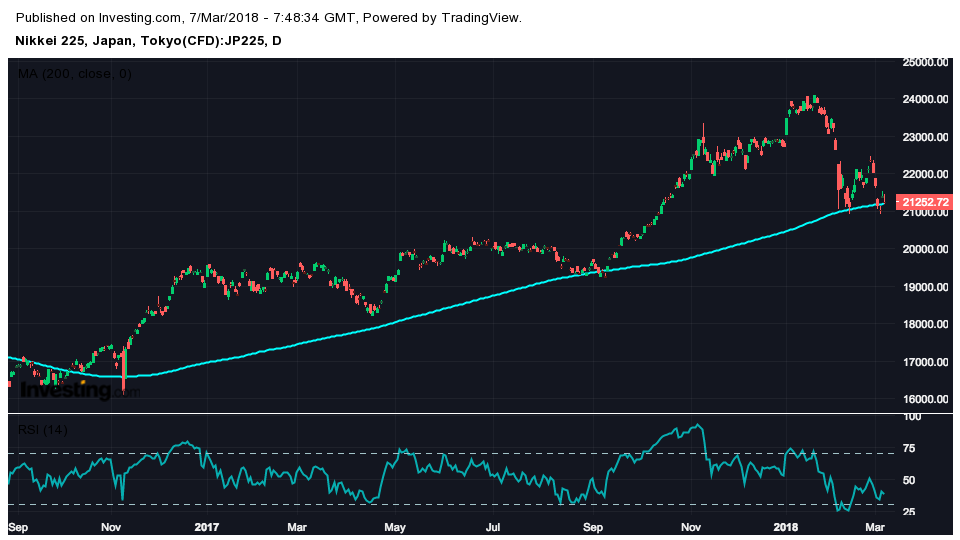 Published on Investing.com, 7/Mar/2018 - 7:48:34 GMT, Powered by TradingView.
Nikkei 225, Japan, Tokyo(CFD):JP225, D
MA (200, close, 0)
25000.00
24000.00
23000.00
22000.00
21252.72
21000.00
20000.00
19000.00
18000.00
17000.00
16000.00
Investing.com
RSI (14)
100
75
50
25
Sep Nov 2017 Mar May Jul Sep Nov 2018 Mar